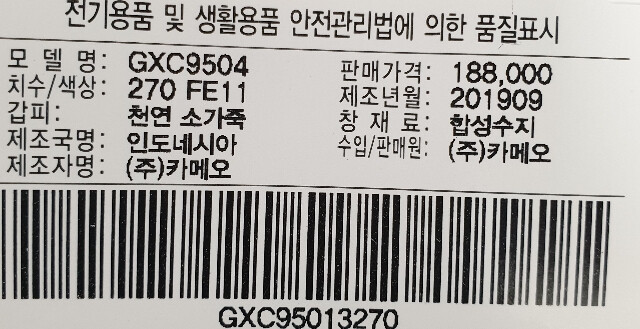 전기용품 및 생활용품 안전관리법에 의한 품질표시
모 델 명: GXC9504 판매가격: 188,000
치수/색상: 270 FE11 제조년월: 201909
갑피: 천연 소가죽 창 재 료: 합성수지
제조국명: 인도네시아 수입/판매원: (주)카메오
제조자명: (주)카메오
GXC95013270